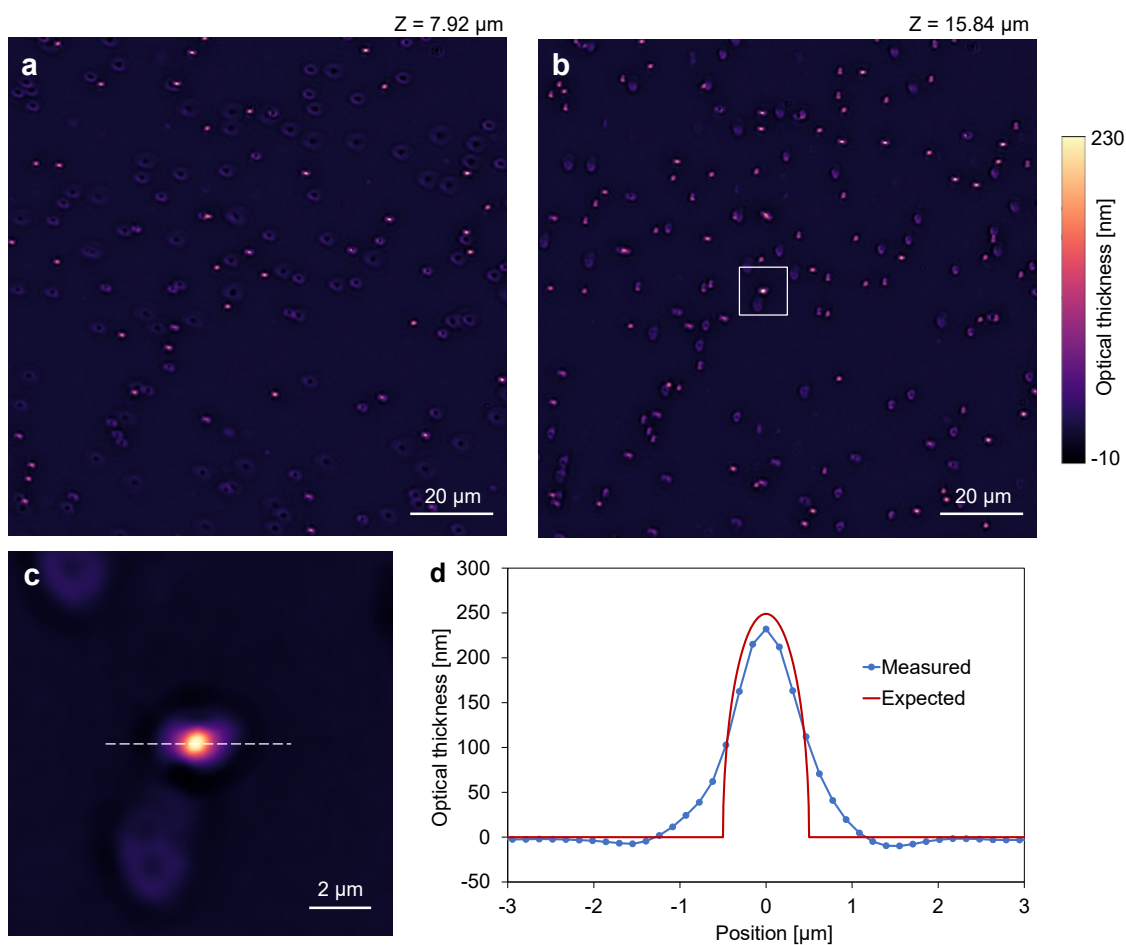 Z = 7.92 µm
Z = 15.84 µm
a
b
230
Optical thickness [nm]
-10
20 µm
20 µm
c
2 µm
d
300
250
200
150
100
50
0
-50
Optical thickness [nm]
Measured
Expected
-3
-2
-1
0
1
2
3
Position [µm]